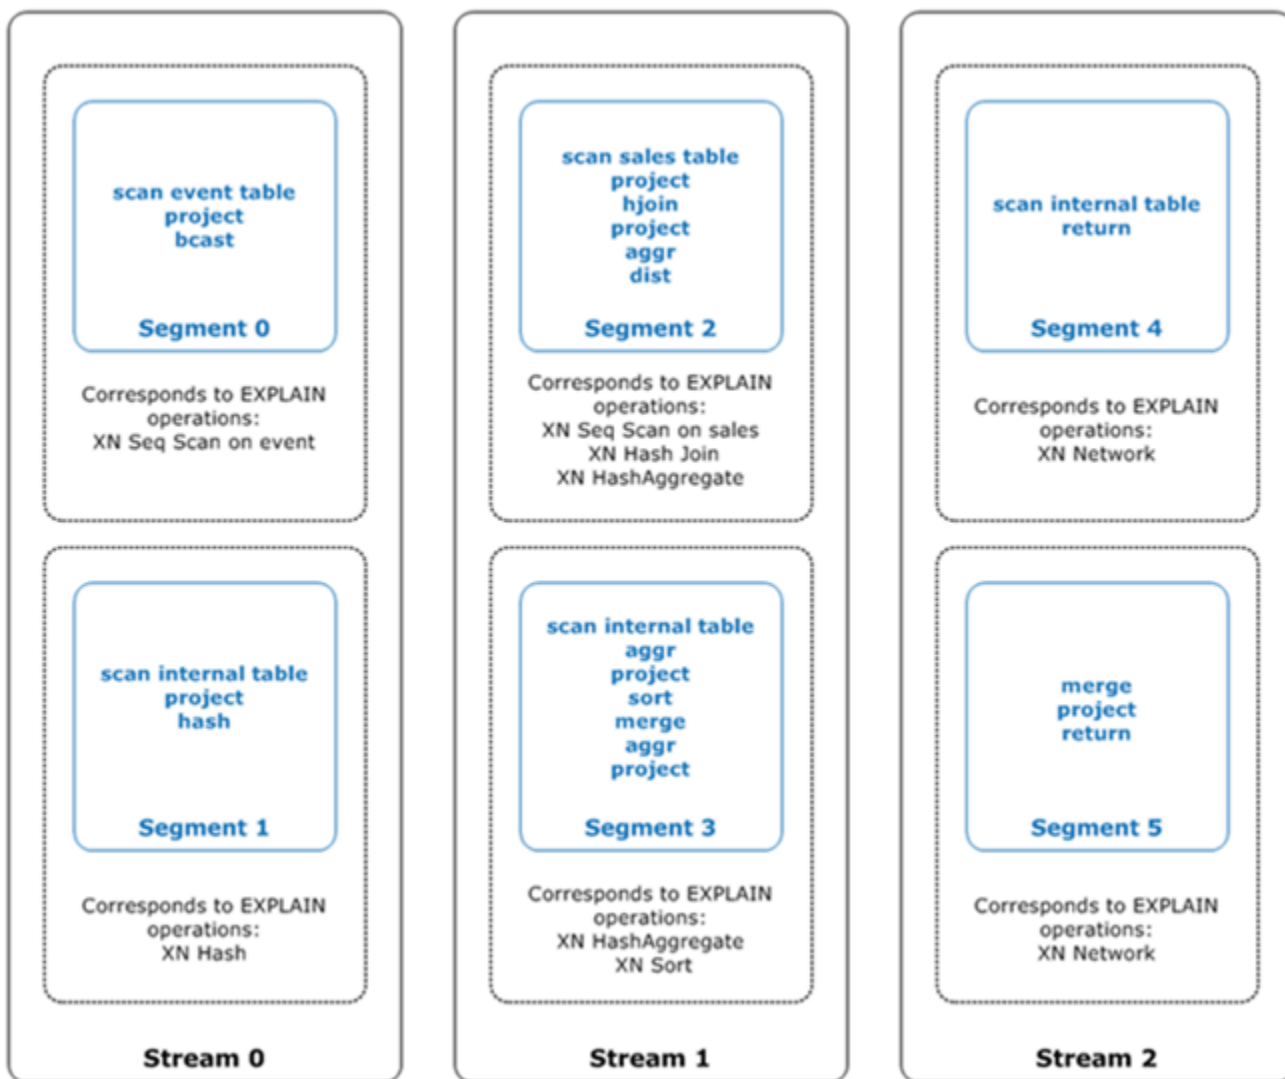 scan event table
project
bcast
Segment 0
Corresponds to EXPLAIN
operations:
XN Seq Scan on event
scan internal table
project
hash
Segment 1
Corresponds to EXPLAIN
operations:
XN Hash
Stream 0
scan sales table
project
hjoin
project
aggr
dist
Segment 2
Corresponds to EXPLAIN
operations:
XN Seq Scan on sales
XN Hash Join
XN HashAggregate
scan internal table
aggr
project
sort
merge
aggr
project
Segment 3
Corresponds to EXPLAIN
operations:
XN HashAggregate
XN Sort
Stream 1
scan internal table
return
Segment 4
Corresponds to EXPLAIN
operations:
XN Network
merge
project
return
Segment 5
Corresponds to EXPLAIN
operations:
XN Network
Stream 2